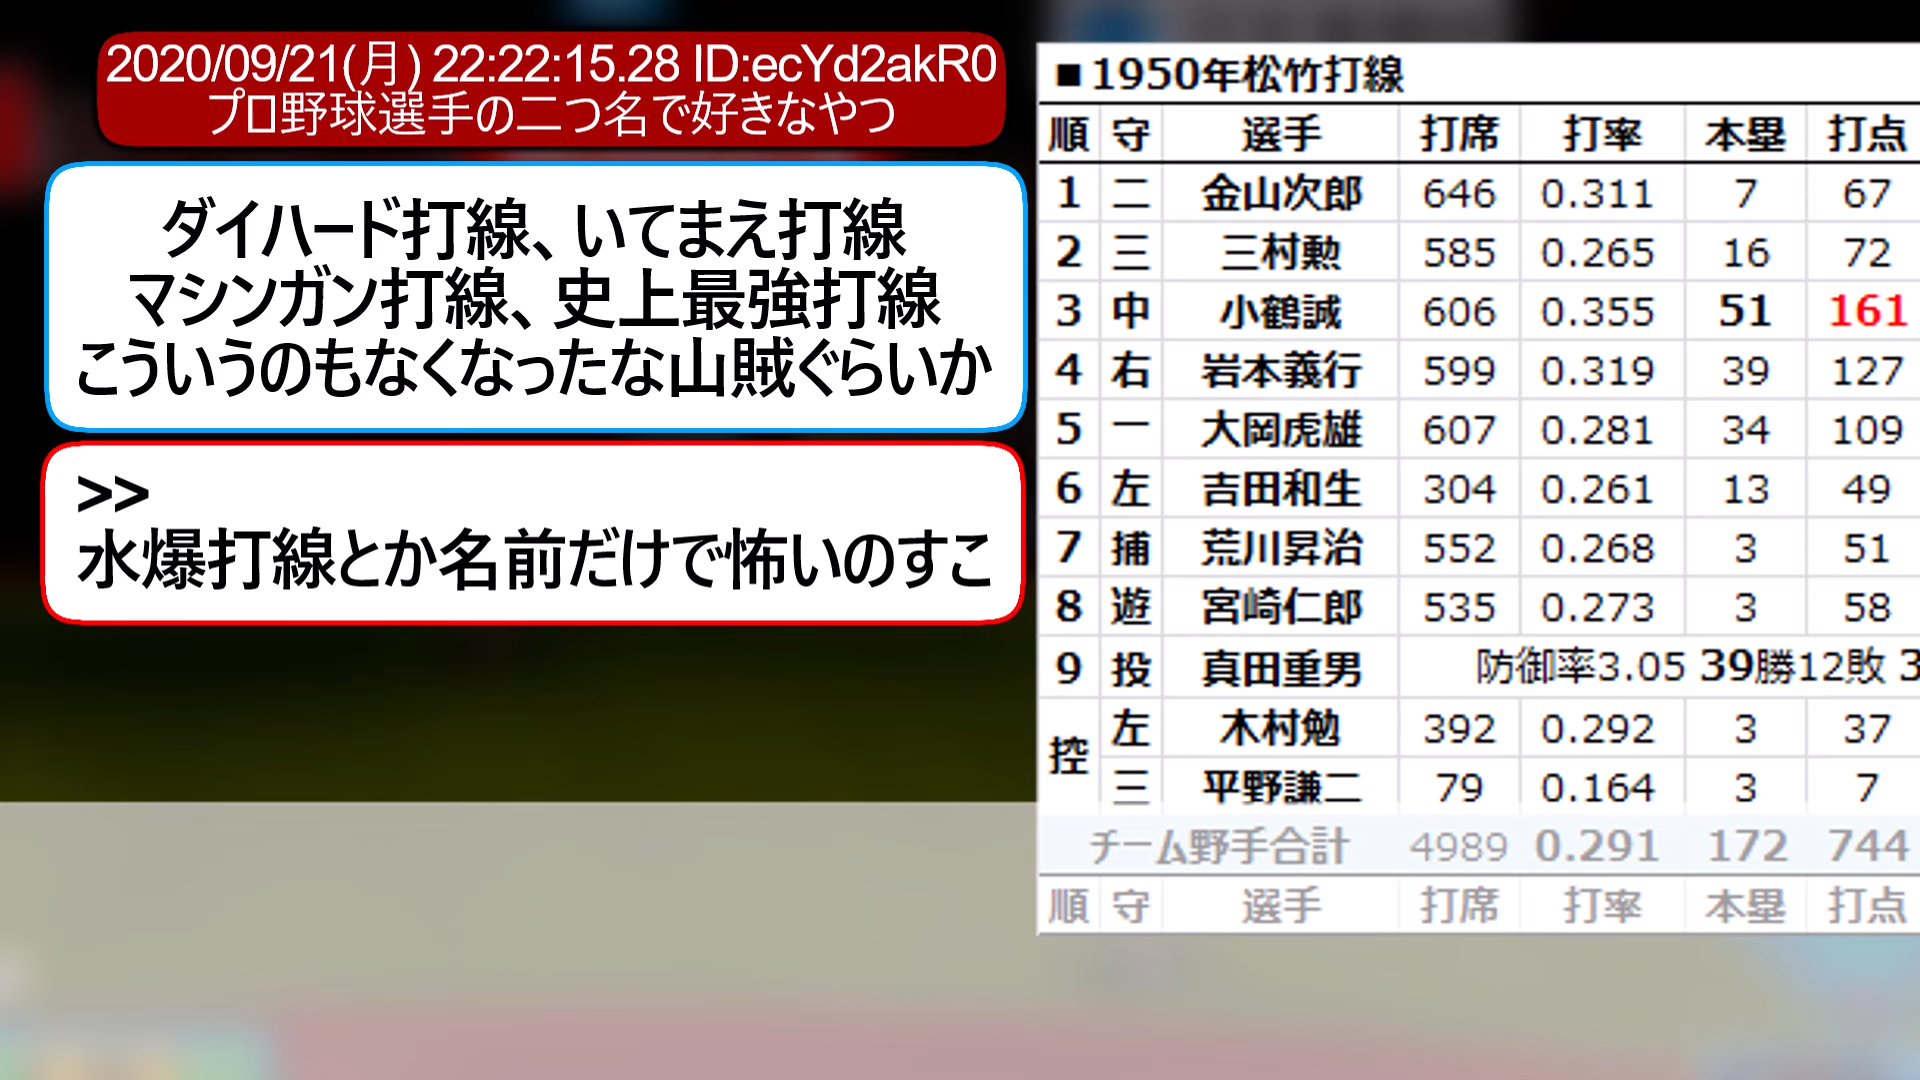 2020/09/21(月) 22:22:15.28 ID:ecYd2akR0
プロ野球選手の二つ名で好きなやつ
ダイハード打線、いてまえ打線
マシンガン打線、史上最強打線
こういうのもなくなったな山賊ぐらいか
>>
水爆打線とか名前だけで怖いのすこ
■1950年松竹打線
順 守 選手 打席 打率 本塁 打点
1 二 金山次郎 646 0.311 7 67
2 三 三村勲 585 0.265 16 72
3 中 小鶴誠 606 0.355 51 161
4 右 岩本義行 599 0.319 39 127
5 一 大岡虎雄 607 0.281 34 109
6 左 吉田和生 304 0.261 13 49
7 捕 荒川昇治 552 0.268 3 51
8 遊 宮崎仁郎 535 0.273 3 58
9 投 真田重男 防御率3.05 39勝12敗 3
控 左 木村勉 392 0.292 3 37
三 平野謙二 79 0.164 3 7
チーム野手合計 4989 0.291 172 744
順 守 選手 打席 打率 本塁 打点